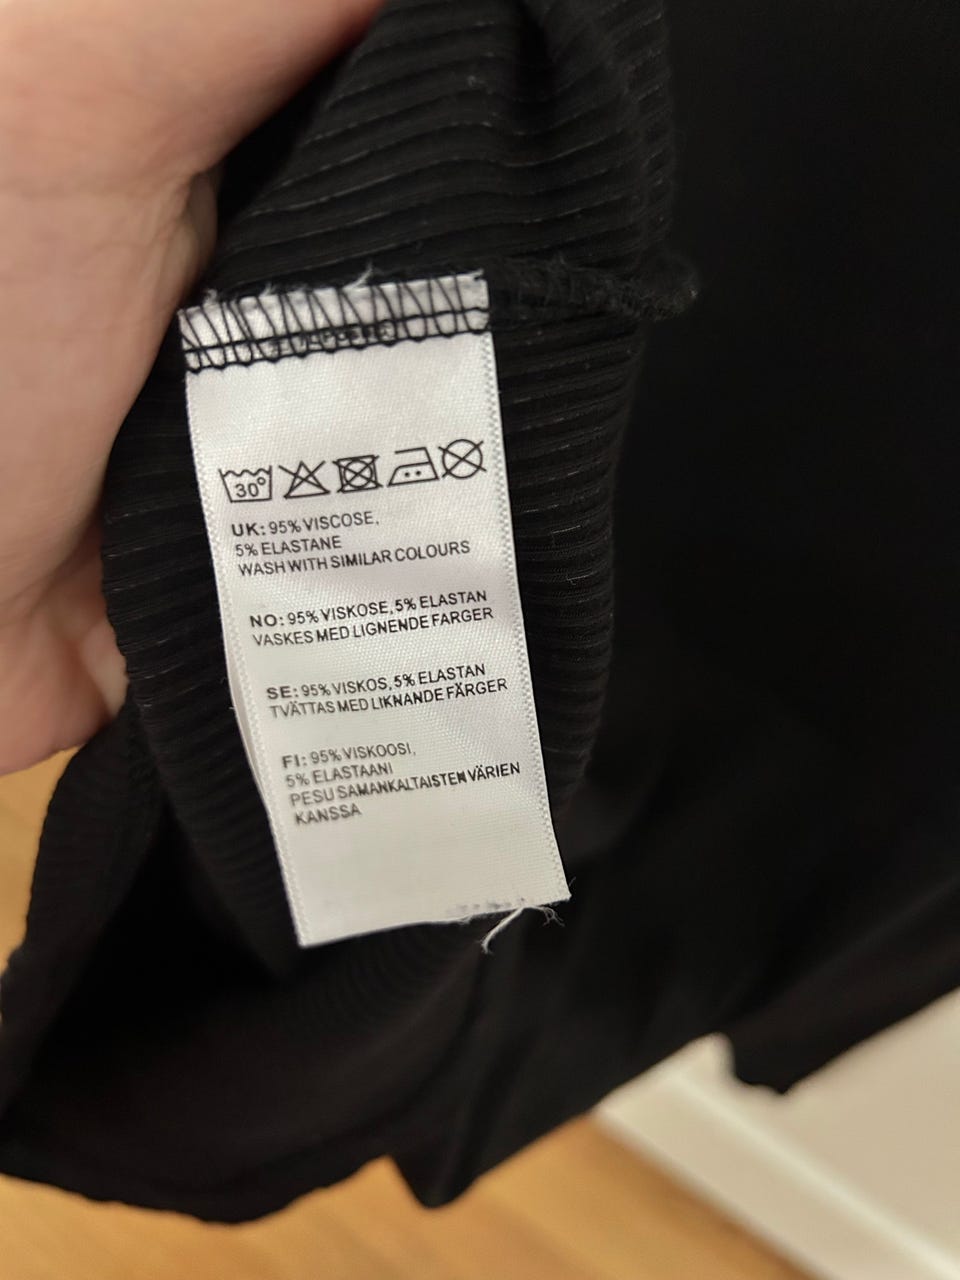 30°
UK: 95% VISCOSE,
5% ELASTANE
WASH WITH SIMILAR COLOURS
NO: 95% VISKOSE, 5% ELASTAN
VASKES MED LIGNENDE FARGER
SE: 95% VISKOS, 5% ELASTAN
TVÄTTAS MED LIKNANDE FÄRGER
FI: 95% VISKOOSI,
5% ELASTAANI
PESU SAMANKALTAISTEN VÄRIEN
KANSSA